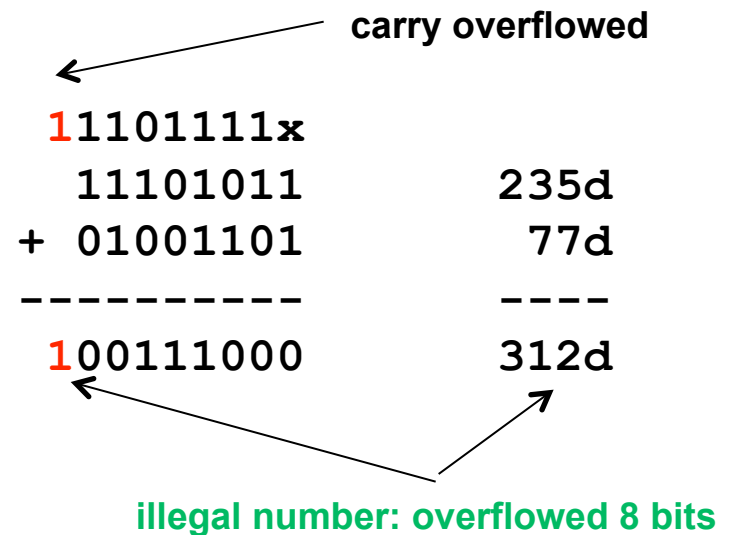 carry overflowed
11101111x
11101011 235d
+ 01001101 77d
---------- ----
100111000 312d
illegal number: overflowed 8 bits